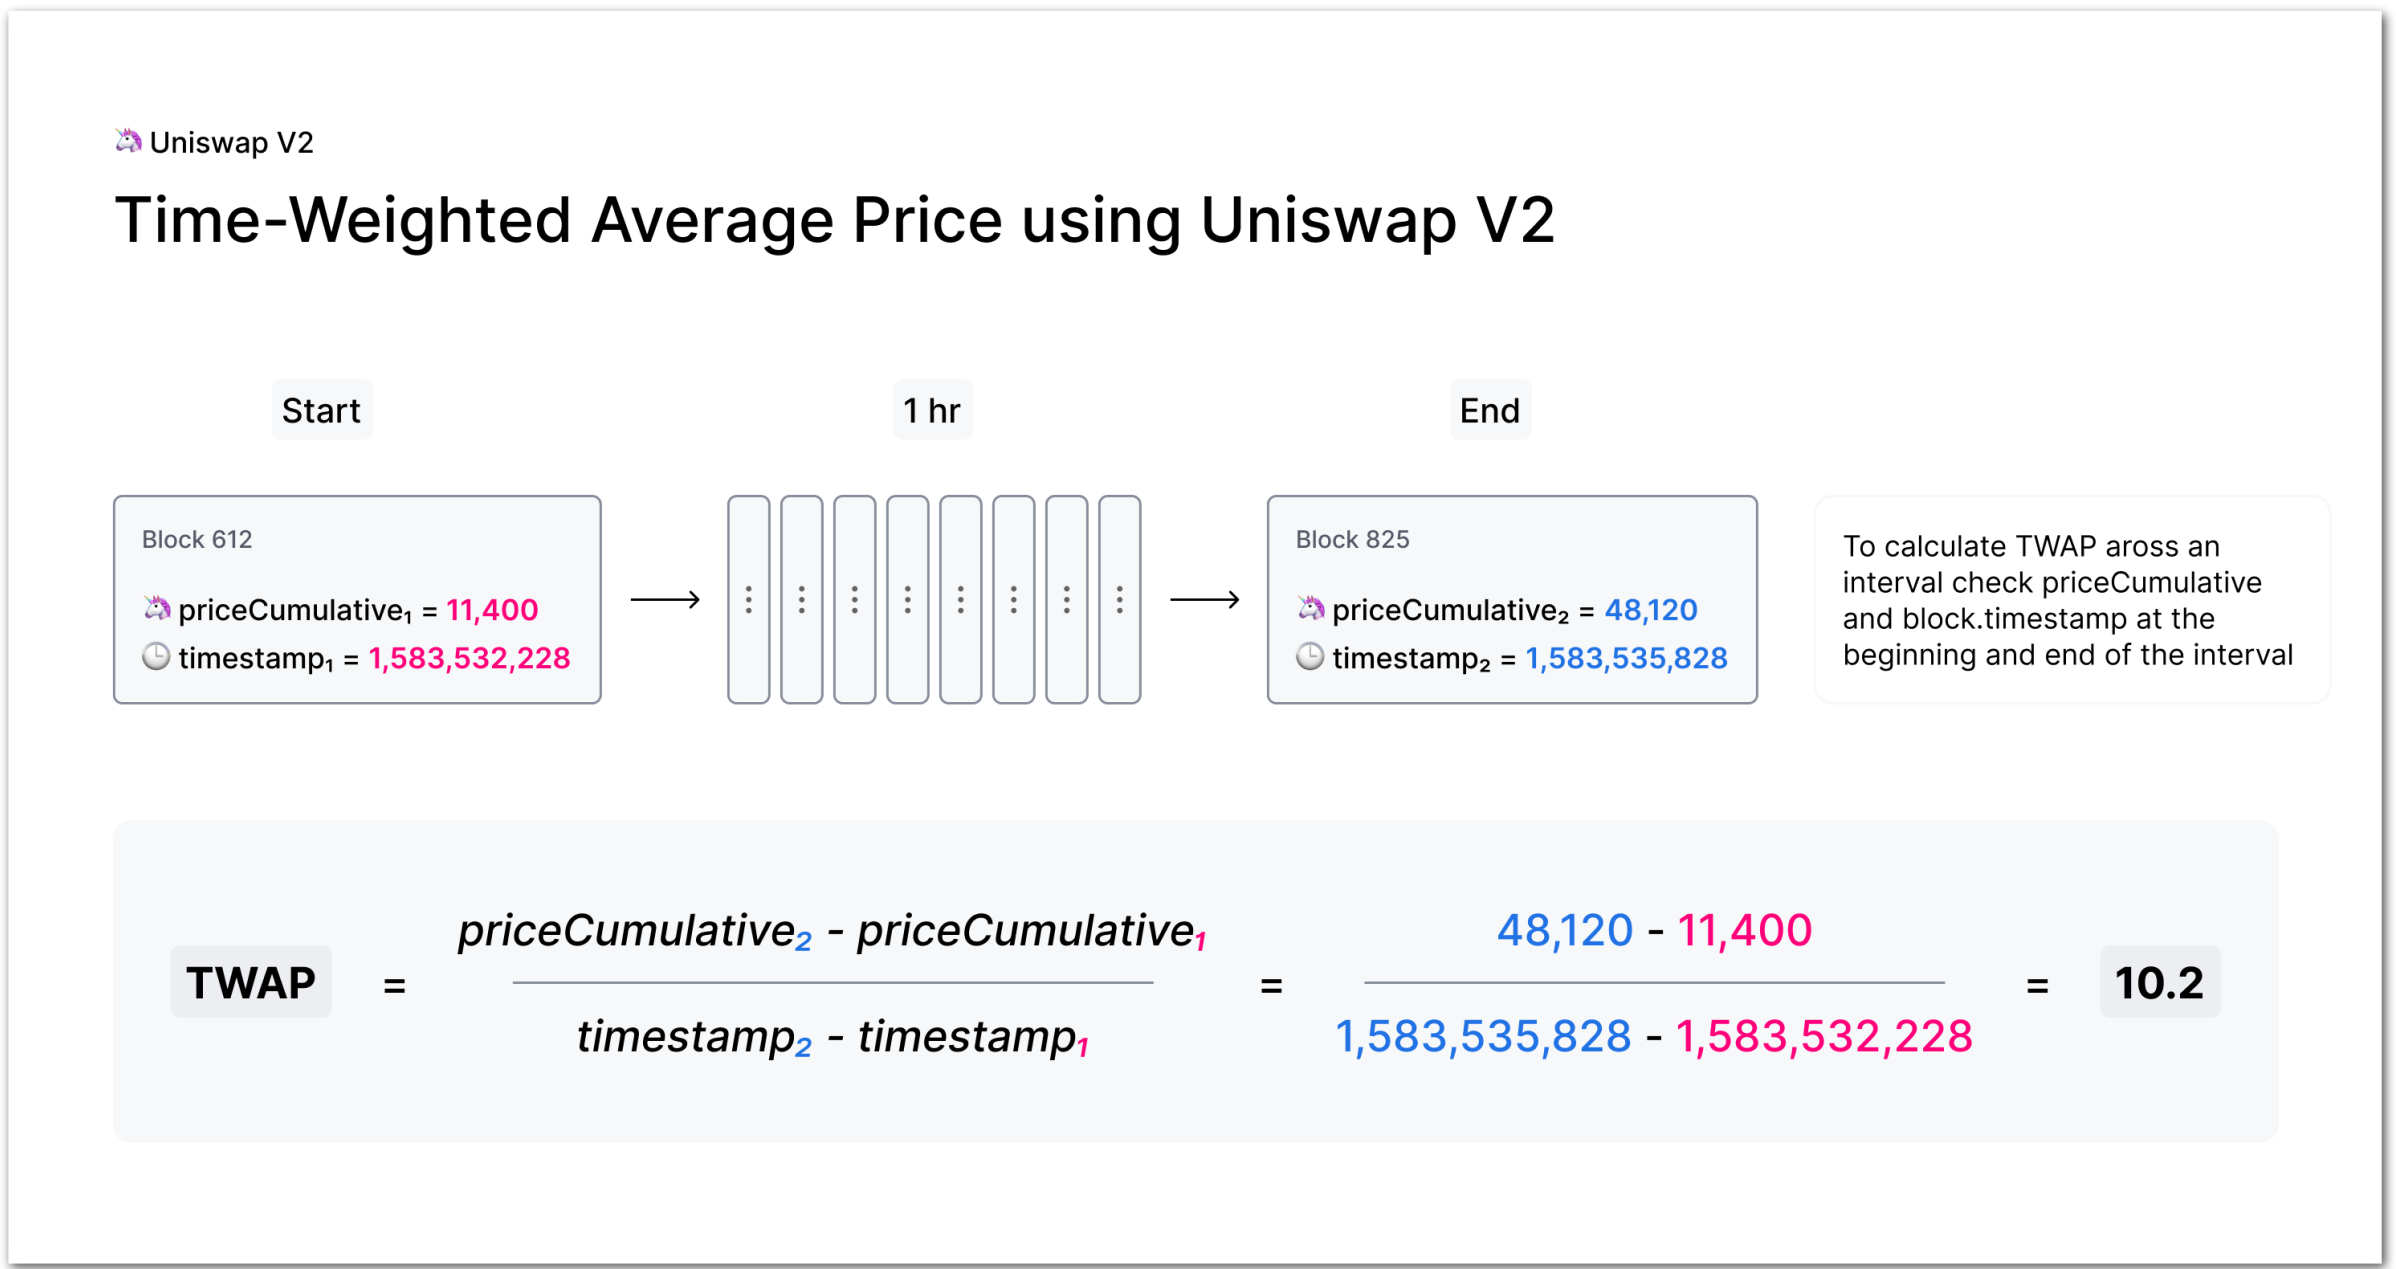 🦄 Uniswap V2
Time-Weighted Average Price using Uniswap V2
Start
1 hr
End
Block 612
🦄 priceCumulative₁ = 11,400
🕒 timestamp₁ = 1,583,532,228
Block 825
🦄 priceCumulative₂ = 48,120
🕒 timestamp₂ = 1,583,535,828
To calculate TWAP aross an
interval check priceCumulative
and block.timestamp at the
beginning and end of the interval
priceCumulative₂ - priceCumulative₁
48,120 - 11,400
TWAP = = = 10.2
timestamp₂ - timestamp₁
1,583,535,828 - 1,583,532,228